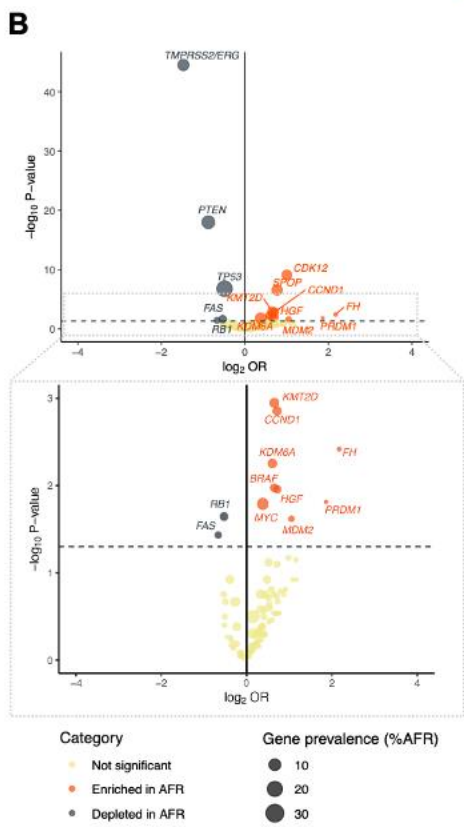 B
TMPRSS2/ERG
40
30
−log10 P−value
20
PTEN
10
CDK12
TP53
SPOP
KMT2D
CCND1
FAS
HGF
FH
RB1
KDM6A
MDM2
PRDM1
0
−4 −2 0 2 4
log2 OR
3
KMT2D
CCND1
KDM6A
FH
−log10 P−value
2
BRAF
RB1
HGF
PRDM1
FAS
MYC
MDM2
1
0
−4 −2 0 2 4
log2 OR
Category
Gene prevalence (%AFR)
Not significant
10
Enriched in AFR
20
Depleted in AFR
30